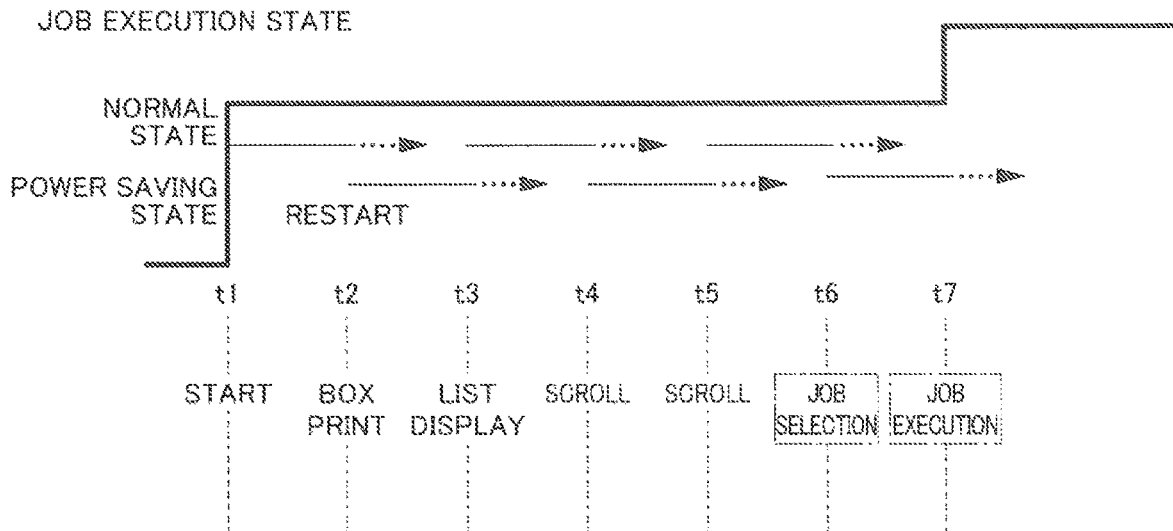 JOB EXECUTION STATE
NORMAL
STATE
POWER SAVING
STATE
RESTART
t1 t2 t3 t4 t5 t6 t7
START BOX LIST SCROLL SCROLL JOB JOB
PRINT DISPLAY SELECTION EXECUTION